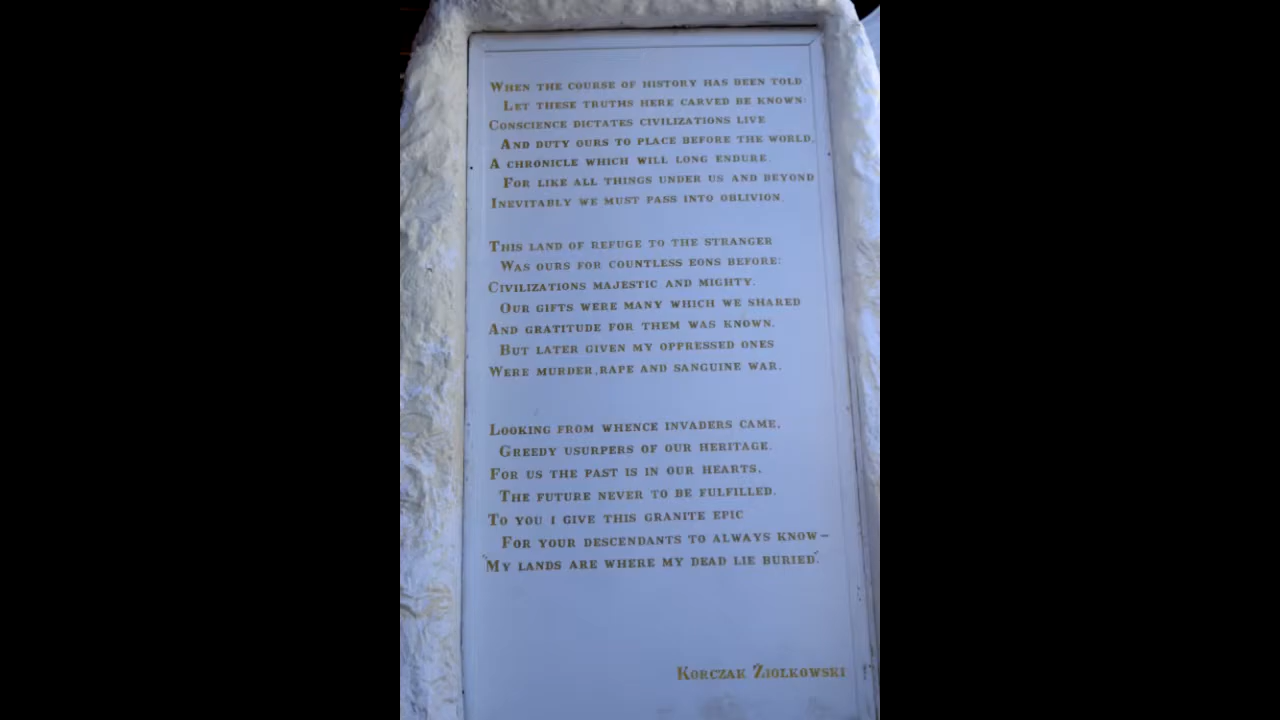 WHEN THE COURSE OF HISTORY HAS BEEN TOLD
LET THESE TRUTHS HERE CARVED BE KNOWN:
CONSCIENCE DICTATES CIVILIZATIONS LIVE
AND DUTY OURS TO PLACE BEFORE THE WORLD,
A CHRONICLE WHICH WILL LONG ENDURE.
FOR LIKE ALL THINGS UNDER US AND BEYOND
INEVITABLY WE MUST PASS INTO OBLIVION.
THIS LAND OF REFUGE TO THE STRANGER
WAS OURS FOR COUNTLESS EONS BEFORE:
CIVILIZATIONS MAJESTIC AND MIGHTY.
OUR GIFTS WERE MANY WHICH WE SHARED
AND GRATITUDE FOR THEM WAS KNOWN.
BUT LATER GIVEN MY OPPRESSED ONES
WERE MURDER, RAPE AND SANGUINE WAR.
LOOKING FROM WHENCE INVADERS CAME,
GREEDY USURPERS OF OUR HERITAGE.
FOR US THE PAST IS IN OUR HEARTS,
THE FUTURE NEVER TO BE FULFILLED.
TO YOU I GIVE THIS GRANITE EPIC
FOR YOUR DESCENDANTS TO ALWAYS KNOW-
"MY LANDS ARE WHERE MY DEAD LIE BURIED."
KORCZAK ZIOLKOWSKI